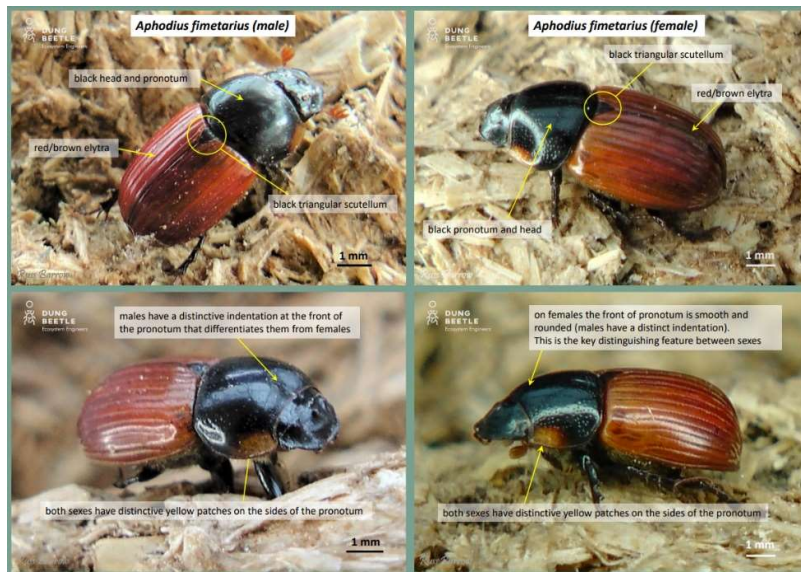 Aphodius fimetarius (male)
DUNG
BEETLE
Ecosystem Engineers
black head and pronotum
red/brown elytra
black triangular scutellum
1 mm
Aphodius fimetarius (female)
DUNG
BEETLE
Ecosystem Engineers
black triangular scutellum
red/brown elytra
black pronotum and head
1 mm
DUNG
BEETLE
Ecosystem Engineers
males have a distinctive indentation at the front of
the pronotum that differentiates them from females
both sexes have distinctive yellow patches on the sides of the pronotum
1 mm
DUNG
BEETLE
Ecosystem Engineers
on females the front of pronotum is smooth and
rounded (males have a distinct indentation).
This is the key distinguishing feature between sexes
both sexes have distinctive yellow patches on the sides of the pronotum
1 mm